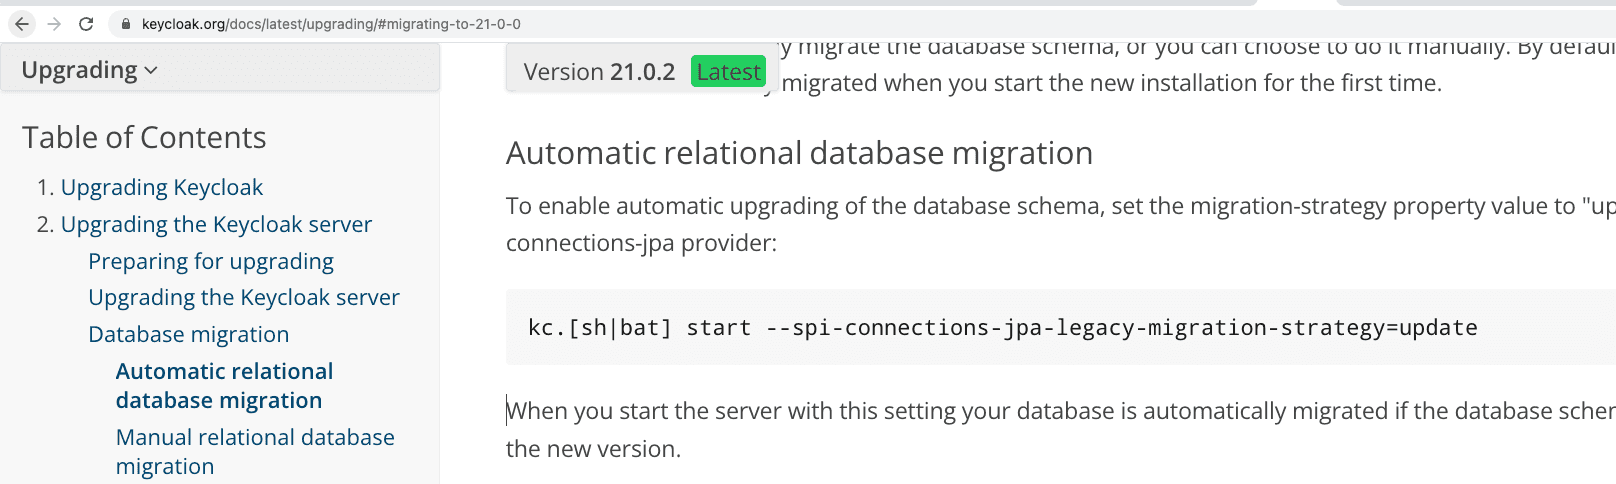 keycloak.org/docs/latest/upgrading/#migrating-to-21-0-0
Upgrading
Table of Contents
1. Upgrading Keycloak
2. Upgrading the Keycloak server
Preparing for upgrading
Upgrading the Keycloak server
Database migration
Automatic relational
database migration
Manual relational database
migration
Version 21.0.2 Latest
migrate the database schema, or you can choose to do it manually. By
migrated when you start the new installation for the first time.
Automatic relational database migration
To enable automatic upgrading of the database schema, set the migration-strategy property value to "up
connections-jpa provider:
kc.[sh|bat] start --spi-connections-jpa-legacy-migration-strategy=update
When you start the server with this setting your database is automatically migrated if the database
the new version.